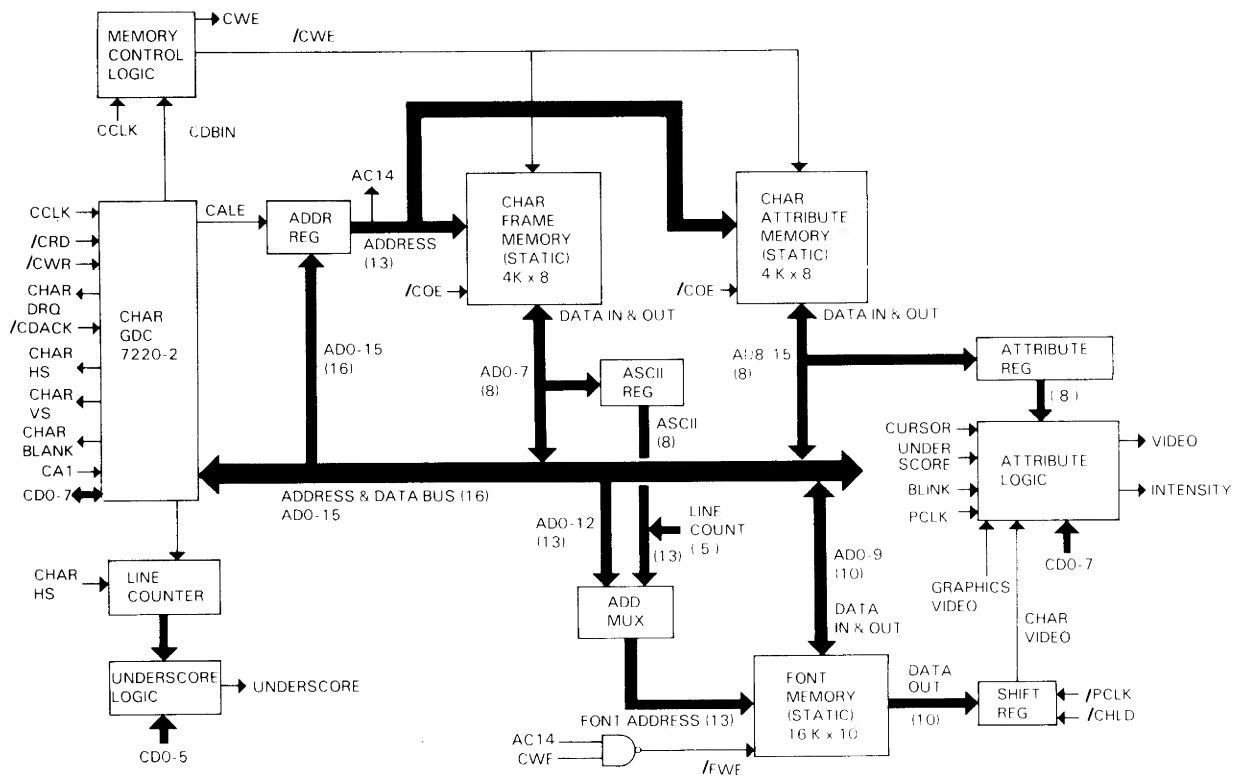 MEMORY
CONTROL
LOGIC
CWE
/CWE
CCLK
CDBIN
AC14
CHAR
FRAME
MEMORY
(STATIC)
4K x 8
CHAR
ATTRIBUTE
MEMORY
(STATIC)
4K x 8
CCLK
/CRD
/CWR
CHAR
DRQ
/CDACK
CHAR
HS
CHAR
VS
CHAR
BLANK
CA1
CD0-7
CHAR
GDC
7220-2
CALE
ADDR
REG
ADDRESS
(13)
/COE
/COE
DATA IN & OUT
DATA IN & OUT
AD0-15
(16)
AD0-7
(8)
ASCII
REG
ASCII
(8)
AD8-15
(8)
ATTRIBUTE
REG
(8)
CURSOR
UNDER
SCORE
BLINK
PCLK
ATTRIBUTE
LOGIC
VIDEO
INTENSITY
ADDRESS & DATA BUS (16)
AD0-15
AD0-12
(13)
(13)
LINE
COUNT
(5)
AD0-9
(10)
DATA
IN & OUT
GRAPHICS
VIDEO
CHAR
VIDEO
CD0-7
CHAR
HS
LINE
COUNTER
ADD
MUX
UNDERSCORE
LOGIC
UNDERSCORE
CD0-5
FONT ADDRESS (13)
FONT
MEMORY
(STATIC)
16K x 10
DATA
OUT
(10)
SHIFT
REG
/PCLK
/CHLD
AC14
CWE
/FWE